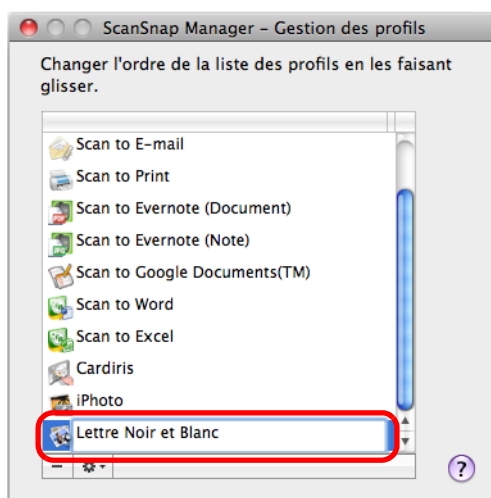 ScanSnap Manager – Gestion des profils
Changer l'ordre de la liste des profils en les faisant
glisser.
Scan to E-mail
Scan to Print
Scan to Evernote (Document)
Scan to Evernote (Note)
Scan to Google Documents(TM)
Scan to Word
Scan to Excel
Cardiris
iPhoto
Lettre Noir et Blanc
?